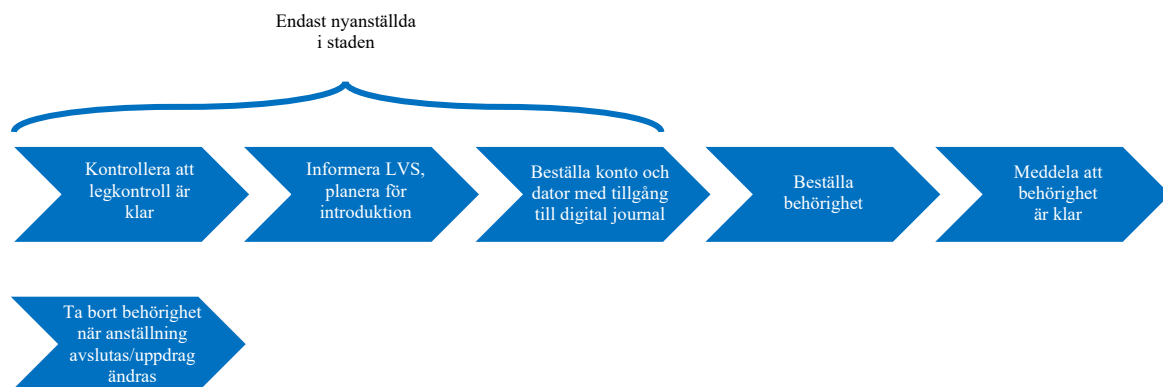 Endast nyanställda
i staden
Kontrollera att
legkontroll är
klar
Informera LVS,
planera för
introduktion
Beställa konto och
dator med tillgång
till digital journal
Beställa
behörighet
Meddela att
behörighet
är klar
Ta bort behörighet
när anställning
avslutas/uppdrag
ändras